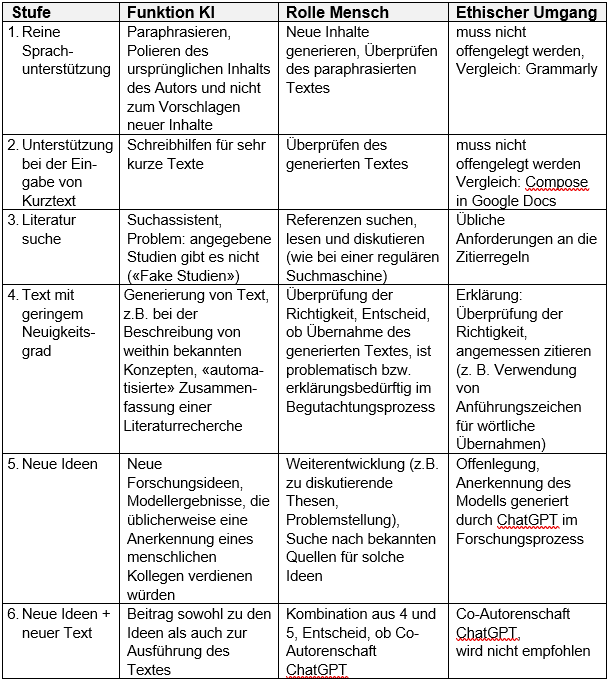 Stufe Funktion KI Rolle Mensch Ethischer Umgang
1. Reine
Sprach-
unterstützung
Paraphrasieren,
Polieren des
ursprünglichen Inhalts
des Autors und nicht
zum Vorschlagen
neuer Inhalte
Neue Inhalte
generieren, Überprüfen
des paraphrasierten
Textes
muss nicht
offengelegt werden,
Vergleich: Grammarly
2. Unterstützung
bei der Ein-
gabe von
Kurztext
Schreibhilfen für sehr
kurze Texte
Überprüfen des
generierten Textes
muss nicht
offengelegt werden
Vergleich: Compose
in Google Docs
3. Literatur
suche
Suchassistent,
Problem: angegebene
Studien gibt es nicht
(«Fake Studien»)
Referenzen suchen,
lesen und diskutieren
(wie bei einer regulären
Suchmaschine)
Übliche
Anforderungen an die
Zitierregeln
4. Text mit
geringem
Neuigkeits-
grad
Generierung von Text,
z.B. bei der
Beschreibung von
weithin bekannten
Konzepten, «automa-
tisierte» Zusammen-
fassung einer
Literaturrecherche
Überprüfung der
Richtigkeit, Entscheid,
ob Übernahme des
generierten Textes, ist
problematisch bzw.
erklärungsbedürftig im
Begutachtungsprozess
Erklärung:
Überprüfung der
Richtigkeit,
angemessen zitieren
(z. B. Verwendung
von
Anführungszeichen
für wörtliche
Übernahmen)
5. Neue Ideen
Neue
Forschungsideen,
Modellergebnisse, die
üblicherweise eine
Anerkennung eines
menschlichen
Kollegen verdienen
würden
Weiterentwicklung (z.B.
zu diskutierende
Thesen,
Problemstellung),
Suche nach bekannten
Quellen für solche
Ideen
Offenlegung,
Anerkennung des
Modells generiert
durch ChatGPT im
Forschungsprozess
6. Neue Ideen +
neuer Text
Beitrag sowohl zu den
Ideen als auch zur
Ausführung des
Textes
Kombination aus 4 und
5, Entscheid, ob Co-
Autorenschaft
ChatGPT
Co-Autorenschaft
ChatGPT,
wird nicht empfohlen